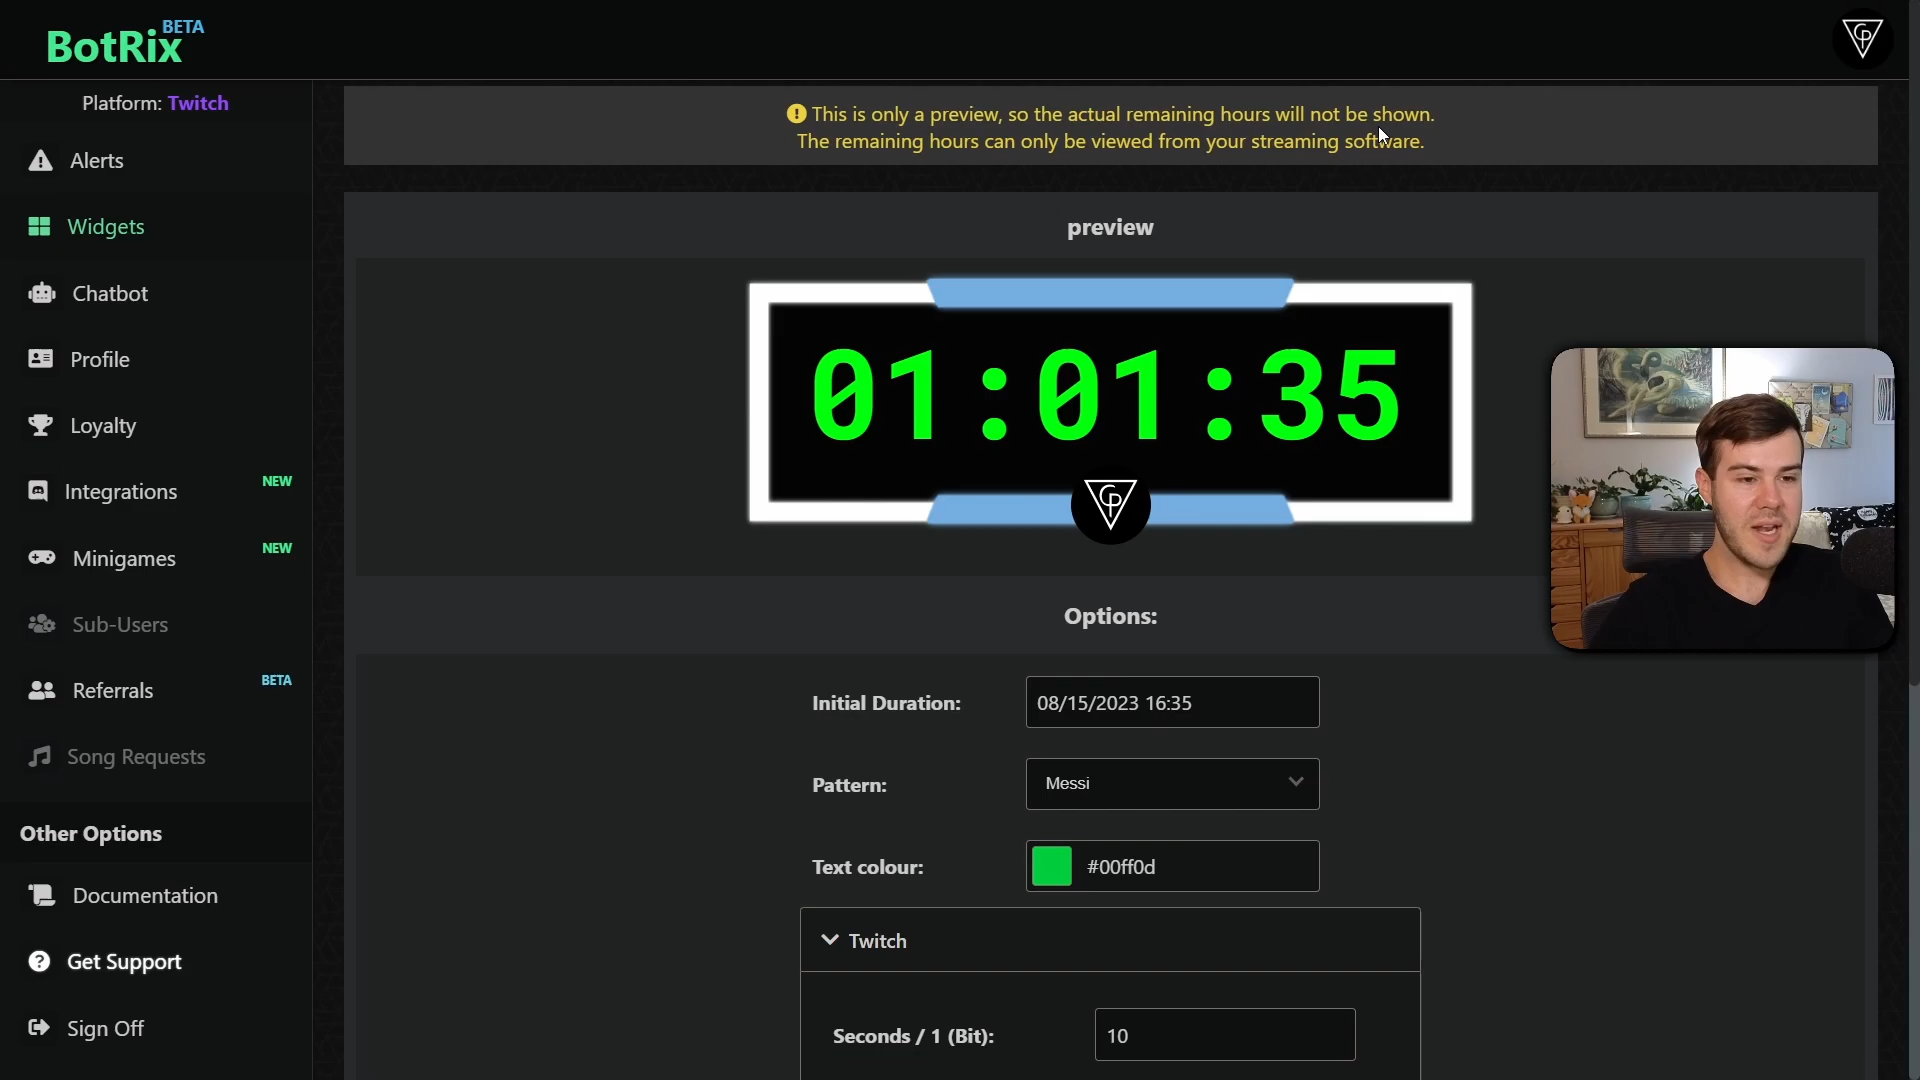 BotRix BETA
Platform: Twitch
Alerts
Widgets
Chatbot
Profile
Loyalty
Integrations NEW
Minigames NEW
Sub-Users
Referrals BETA
Song Requests
Other Options
Documentation
Get Support
Sign Off
This is only a preview, so the actual remaining hours will not be shown.
The remaining hours can only be viewed from your streaming software.
preview
01:01:35
GP
Options:
Initial Duration: 08/15/2023 16:35
Pattern: Messi
Text colour: #00ff0d
Twitch
Seconds / 1 (Bit): 10